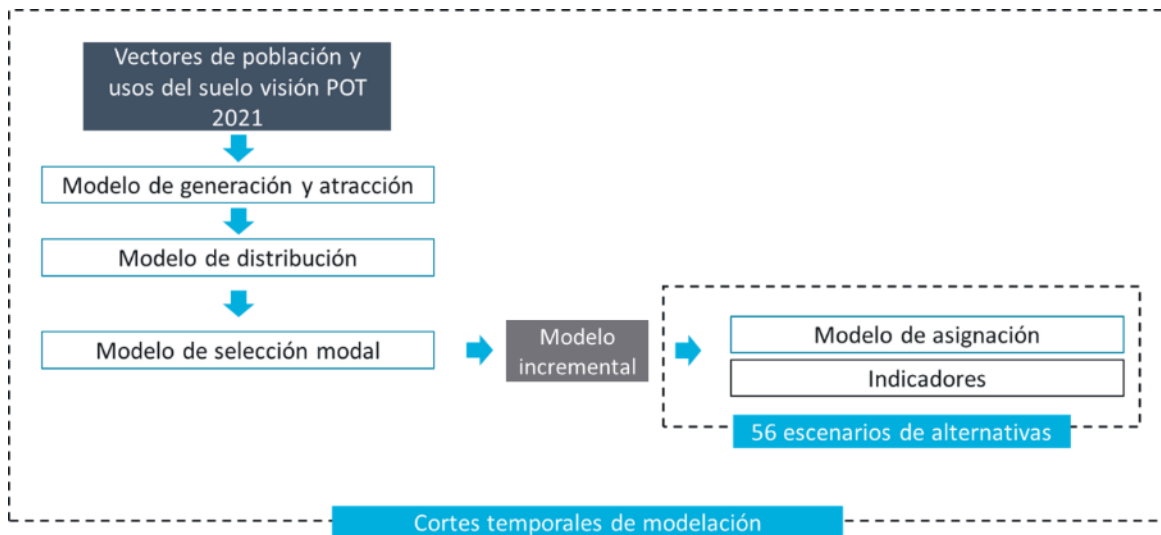 Vectores de población y
usos del suelo visión POT
2021
Modelo de generación y atracción
Modelo de distribución
Modelo de selección modal
Modelo
incremental
Modelo de asignación
Indicadores
56 escenarios de alternativas
Cortes temporales de modelación